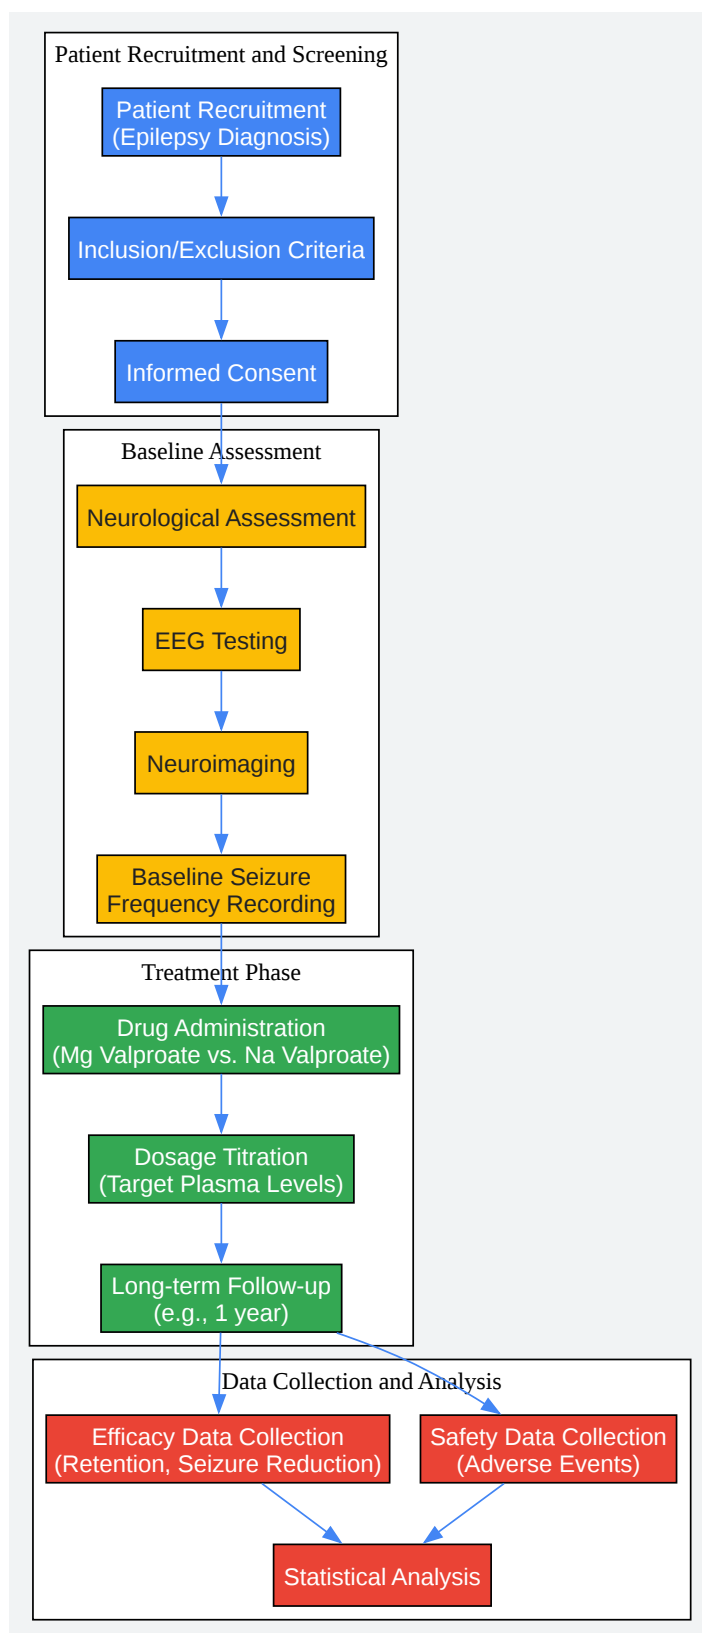 Patient Recruitment and Screening
Patient Recruitment
(Epilepsy Diagnosis)
Inclusion/Exclusion Criteria
Informed Consent
Baseline Assessment
Neurological Assessment
EEG Testing
Neuroimaging
Baseline Seizure
Frequency Recording
Treatment Phase
Drug Administration
(Mg Valproate vs. Na Valproate)
Dosage Titration
(Target Plasma Levels)
Long-term Follow-up
(e.g., 1 year)
Data Collection and Analysis
Efficacy Data Collection
(Retention, Seizure Reduction)
Safety Data Collection
(Adverse Events)
Statistical Analysis